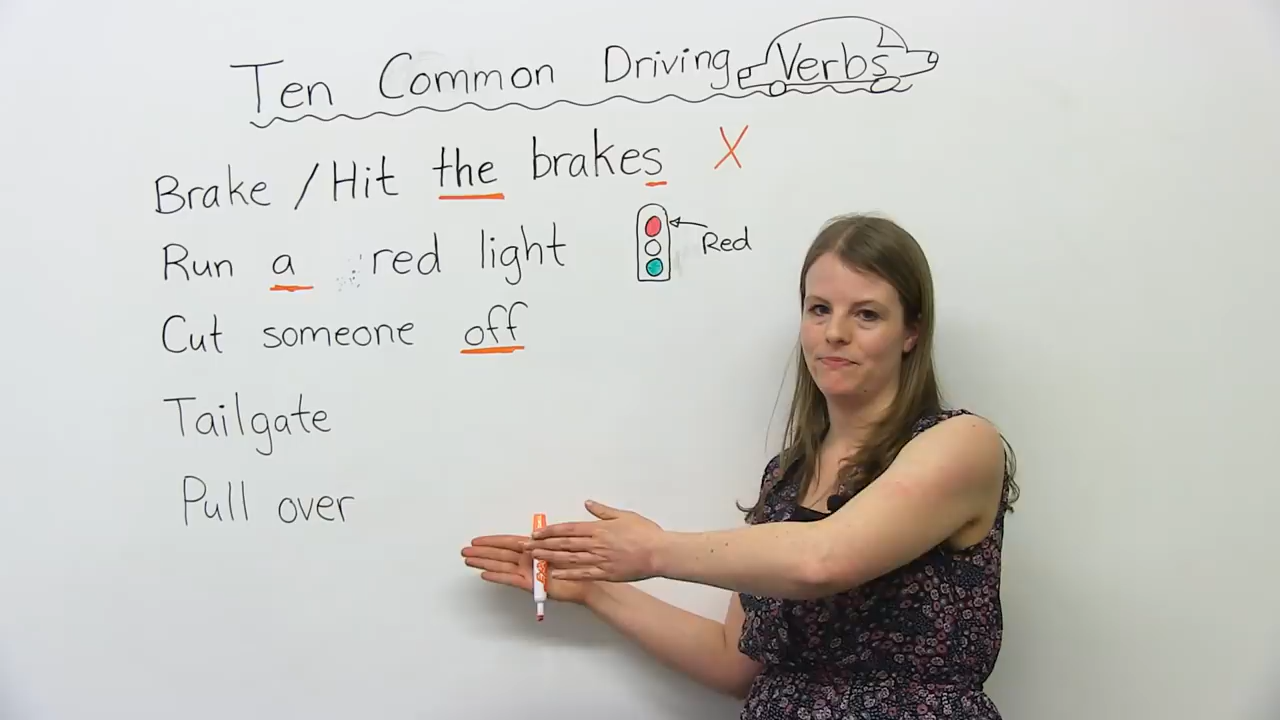 Ten Common Driving Verbs
Brake / Hit the brakes X
Run a red light
Red
Cut someone off
Tailgate
Pull over